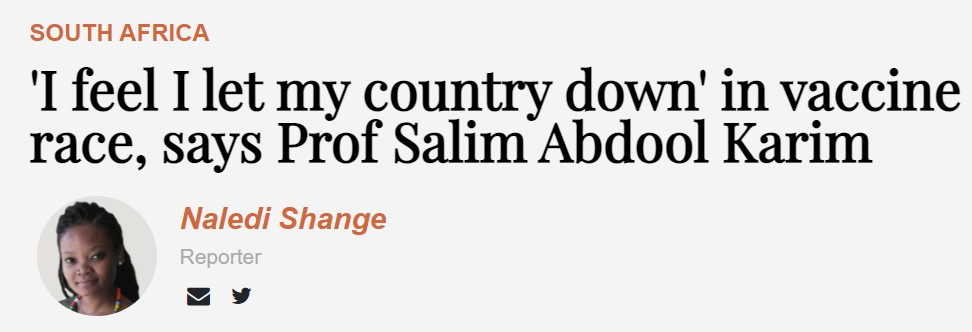 SOUTH AFRICA
'I feel I let my country down' in vaccine
race, says Prof Salim Abdool Karim
Naledi Shange
Reporter